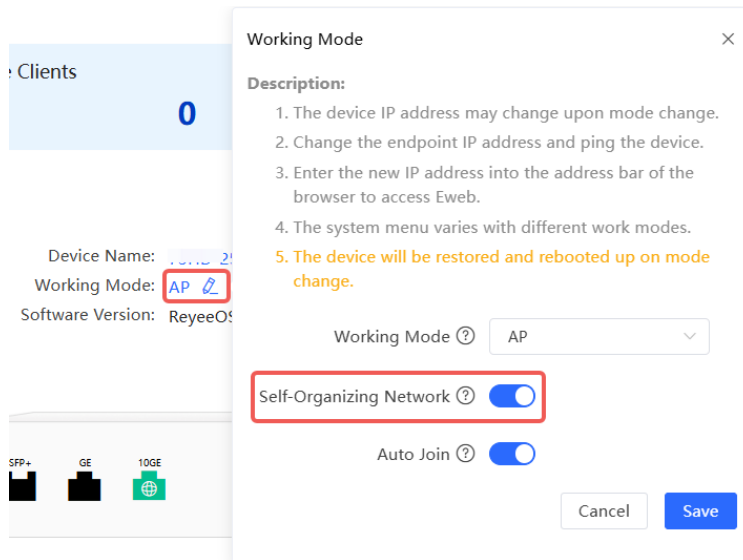 Clients
0
Device Name:
Working Mode: AP
Software Version: ReyeeOS
SFP+ GE 10GE
Working Mode
Description:
1. The device IP address may change upon mode change.
2. Change the endpoint IP address and ping the device.
3. Enter the new IP address into the address bar of the
browser to access Eweb.
4. The system menu varies with different work modes.
5. The device will be restored and rebooted up on mode
change.
Working Mode AP
Self-Organizing Network
Auto Join
Cancel Save